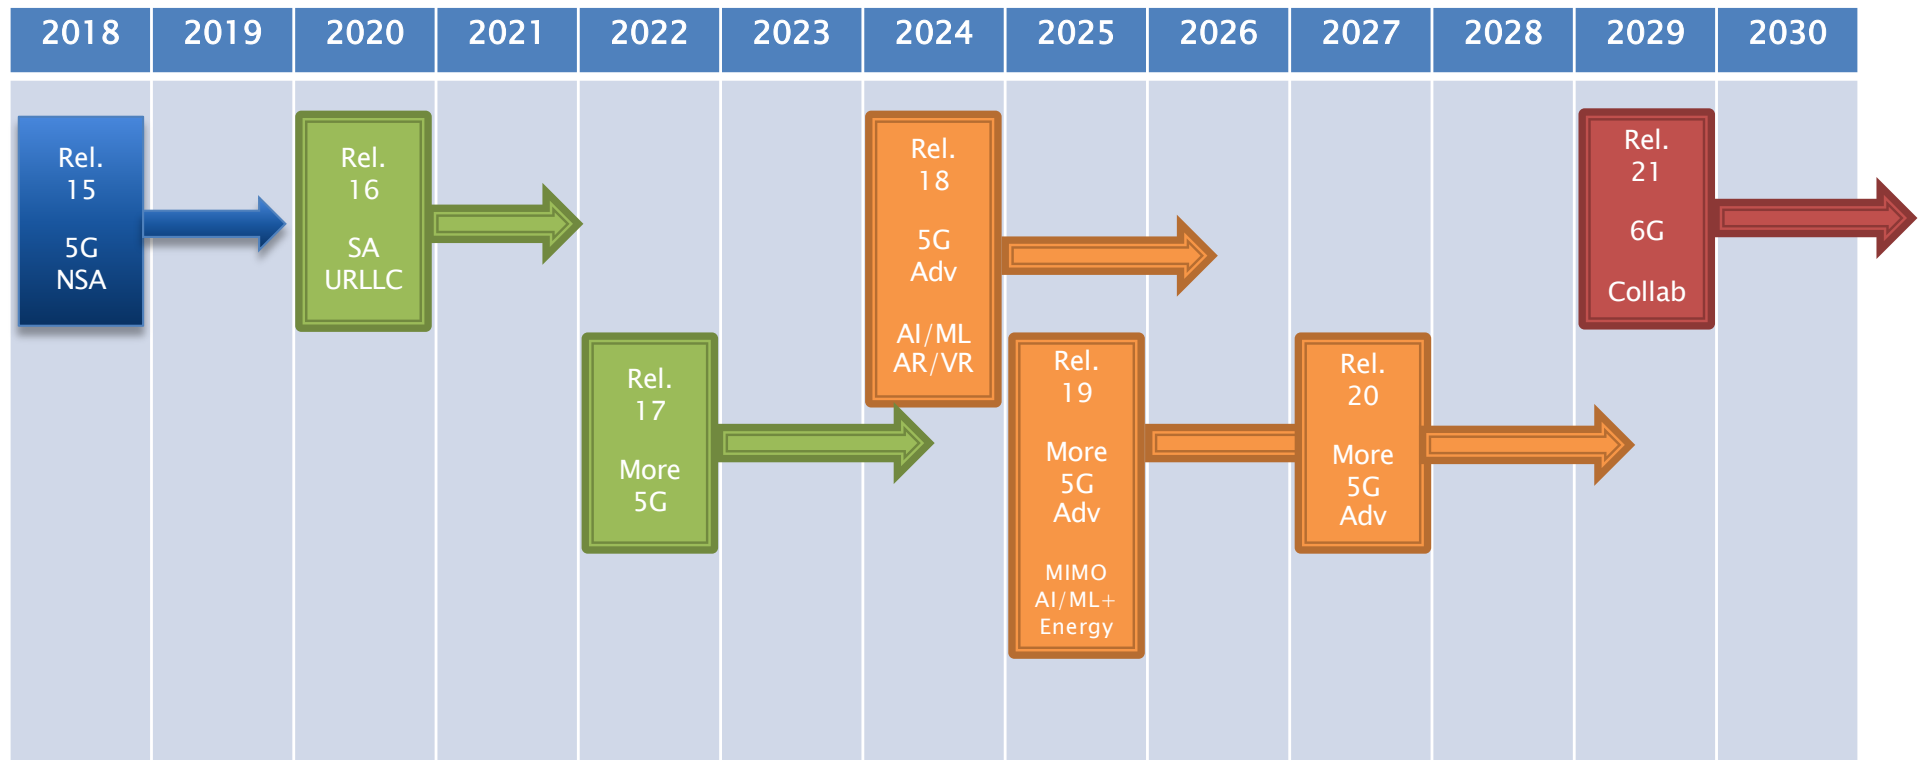 2018 2019 2020 2021 2022 2023 2024 2025 2026 2027 2028 2029 2030
Rel.
15
5G
NSA
Rel.
16
SA
URLLC
Rel.
17
More
5G
Rel.
18
5G
Adv
AI/ML
AR/VR
Rel.
19
More
5G
Adv
MIMO
AI/ML+
Energy
Rel.
20
More
5G
Adv
Rel.
21
6G
Collab